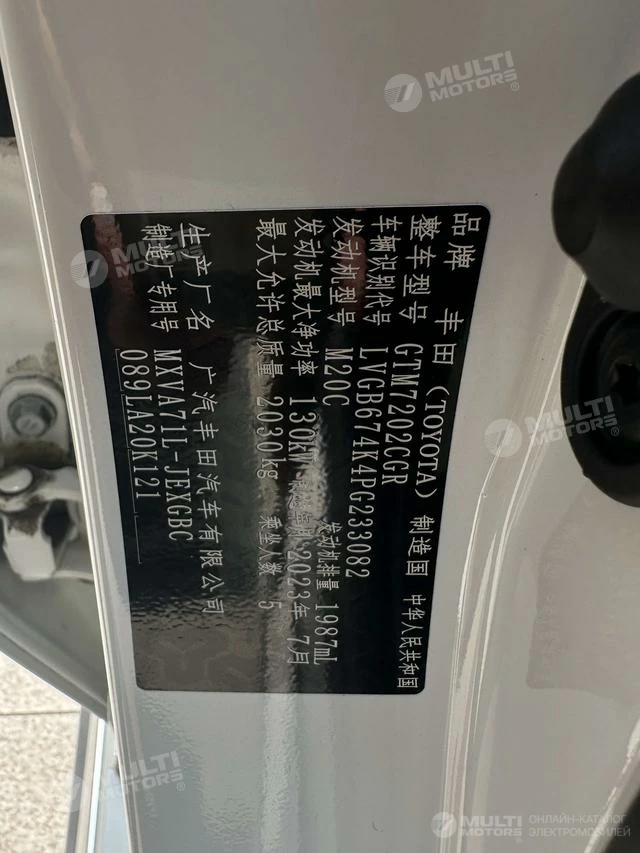 品牌 丰田 (TOYOTA) 制造国 中华人民共和国
整车型号 GTM7202CGR
车辆识别代号 LVGB674K4PG233082
发动机型号 M20C 发动机排量 1987mL
发动机最大净功率 130kW 制造年月 2023年 7月
最大允许总质量 2030kg 乘坐人数 5
生产厂名 广汽丰田汽车有限公司
制造厂专用号 MXVA71L-JEXGBC
089LA20K121
MULTI MOTORS®
MULTI MOTORS®
MULTI MOTORS®
MULTI MOTORS®
MULTI MOTORS®
MULTI MOTORS® ОНЛАЙН-КАТАЛОГ ЭЛЕКТРОМОБИЛЕЙ